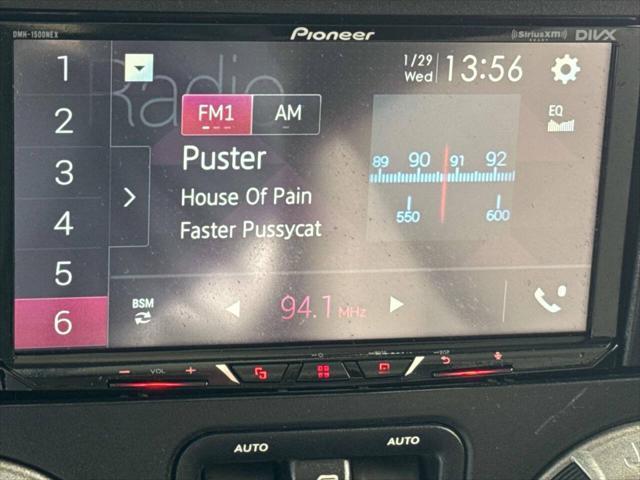 DMH-1500NEX
Pioneer
((SiriusXM))
READY
DIVX
1
2
3
4
5
6
Radio
1/29
Wed
13:56
FM1
AM
EQ
Puster
House Of Pain
Faster Pussycat
89 90 91 92
550 600
BSM
94.1 MHz
− VOL +
AUTO
AUTO